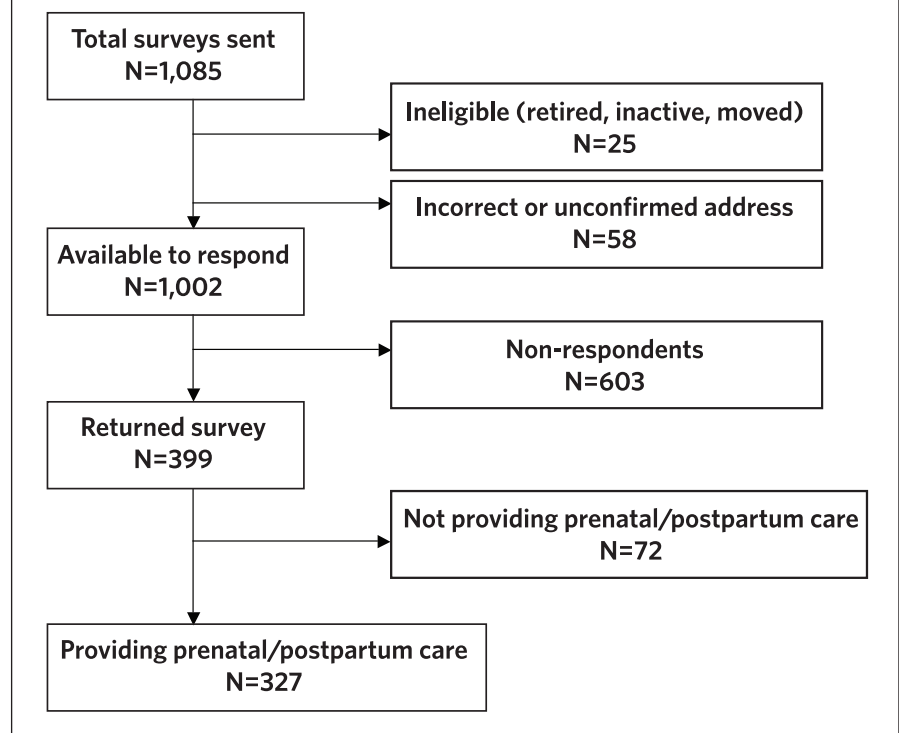 Total surveys sent
N=1,085
Ineligible (retired, inactive, moved)
N=25
Incorrect or unconfirmed address
N=58
Available to respond
N=1,002
Non-respondents
N=603
Returned survey
N=399
Not providing prenatal/postpartum care
N=72
Providing prenatal/postpartum care
N=327